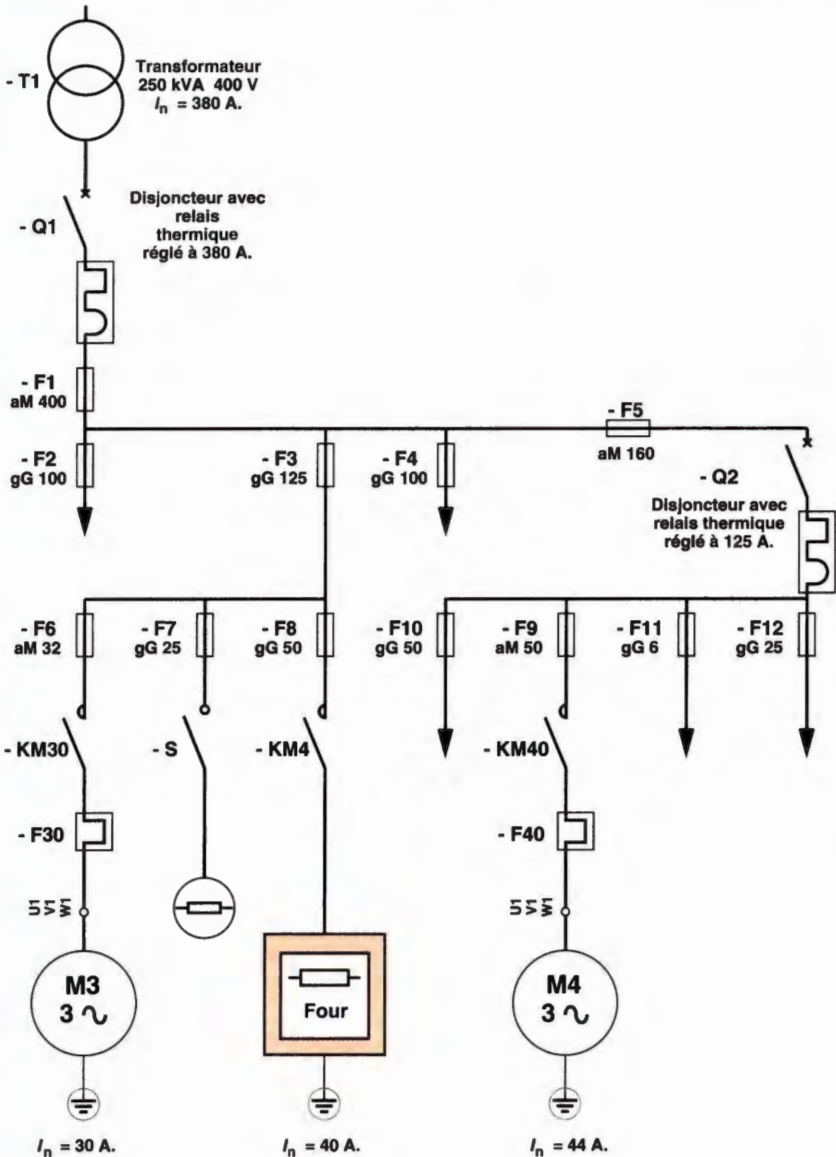 - T1
Transformateur
250 kVA 400 V
In = 380 A.
Disjoncteur avec
relais
thermique
réglé à 380 A.
- Q1
- F1
aM 400
- F5
aM 160
- F2
gG 100
- F3
gG 125
- F4
gG 100
- Q2
Disjoncteur avec
relais thermique
réglé à 125 A.
- F6
aM 32
- F7
gG 25
- F8
gG 50
- F10
gG 50
- F9
aM 50
- F11
gG 6
- F12
gG 25
- KM30
- S
- KM4
- KM40
- F30
- F40
U1
V1
W1
U1
V1
W1
M3
3 ∿
Four
M4
3 ∿
In = 30 A.
In = 40 A.
In = 44 A.